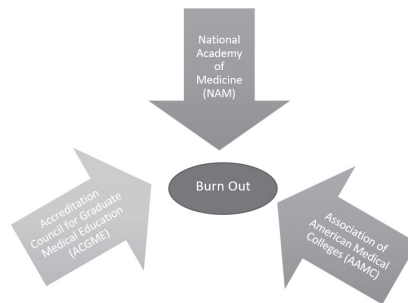 National
Academy
of
Medicine
(NAM)
Burn Out
Accreditation
Council for Graduate
Medical Education
(ACGME)
Association of
American Medical
Colleges (AAMC)